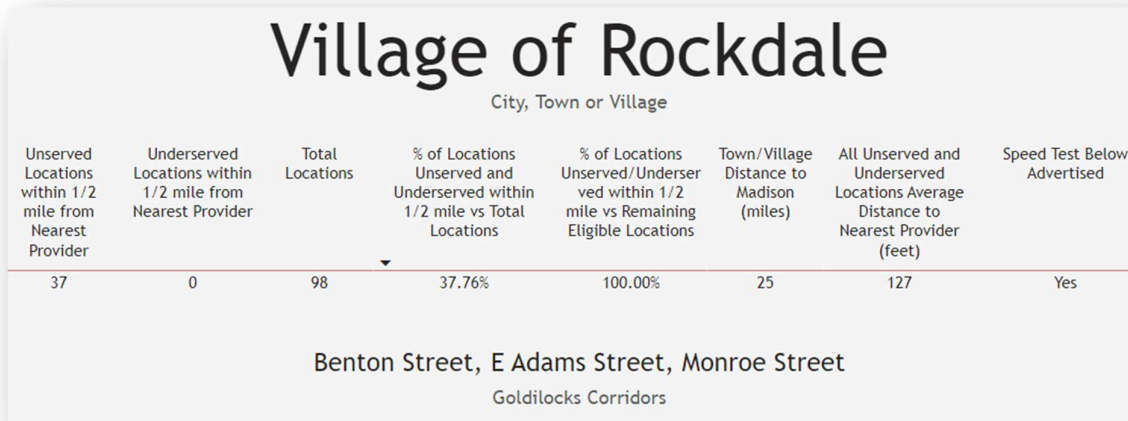 Village of Rockdale
City, Town or Village
Unserved
Locations
within 1/2
mile from
Nearest
Provider
Underserved
Locations within
1/2 mile from
Nearest Provider
Total
Locations
% of Locations
Unserved and
Underserved within
1/2 mile vs Total
Locations
% of Locations
Unserved/Underser
ved within 1/2
mile vs Remaining
Eligible Locations
Town/Village
Distance to
Madison
(miles)
All Unserved and
Underserved
Locations Average
Distance to
Nearest Provider
(feet)
Speed Test Below
Advertised
37 0 98 37.76% 100.00% 25 127 Yes
Benton Street, E Adams Street, Monroe Street
Goldilocks Corridors